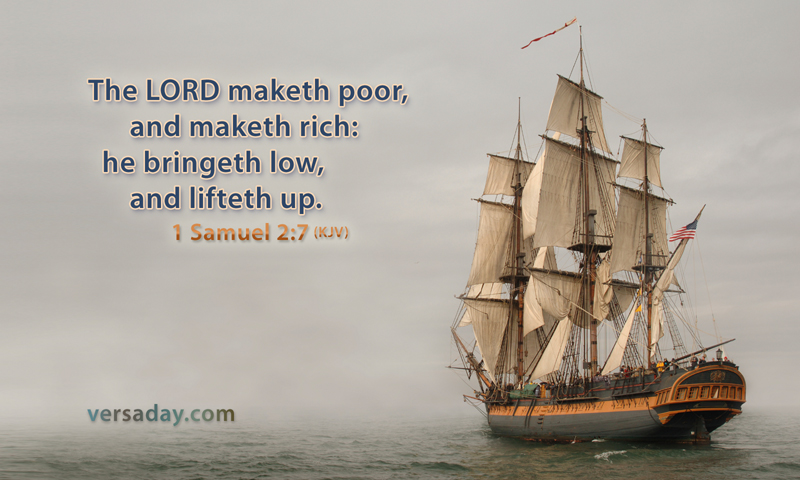 The LORD maketh poor,
and maketh rich:
he bringeth low,
and lifteth up.
1 Samuel 2:7 (KJV)
versaday.com